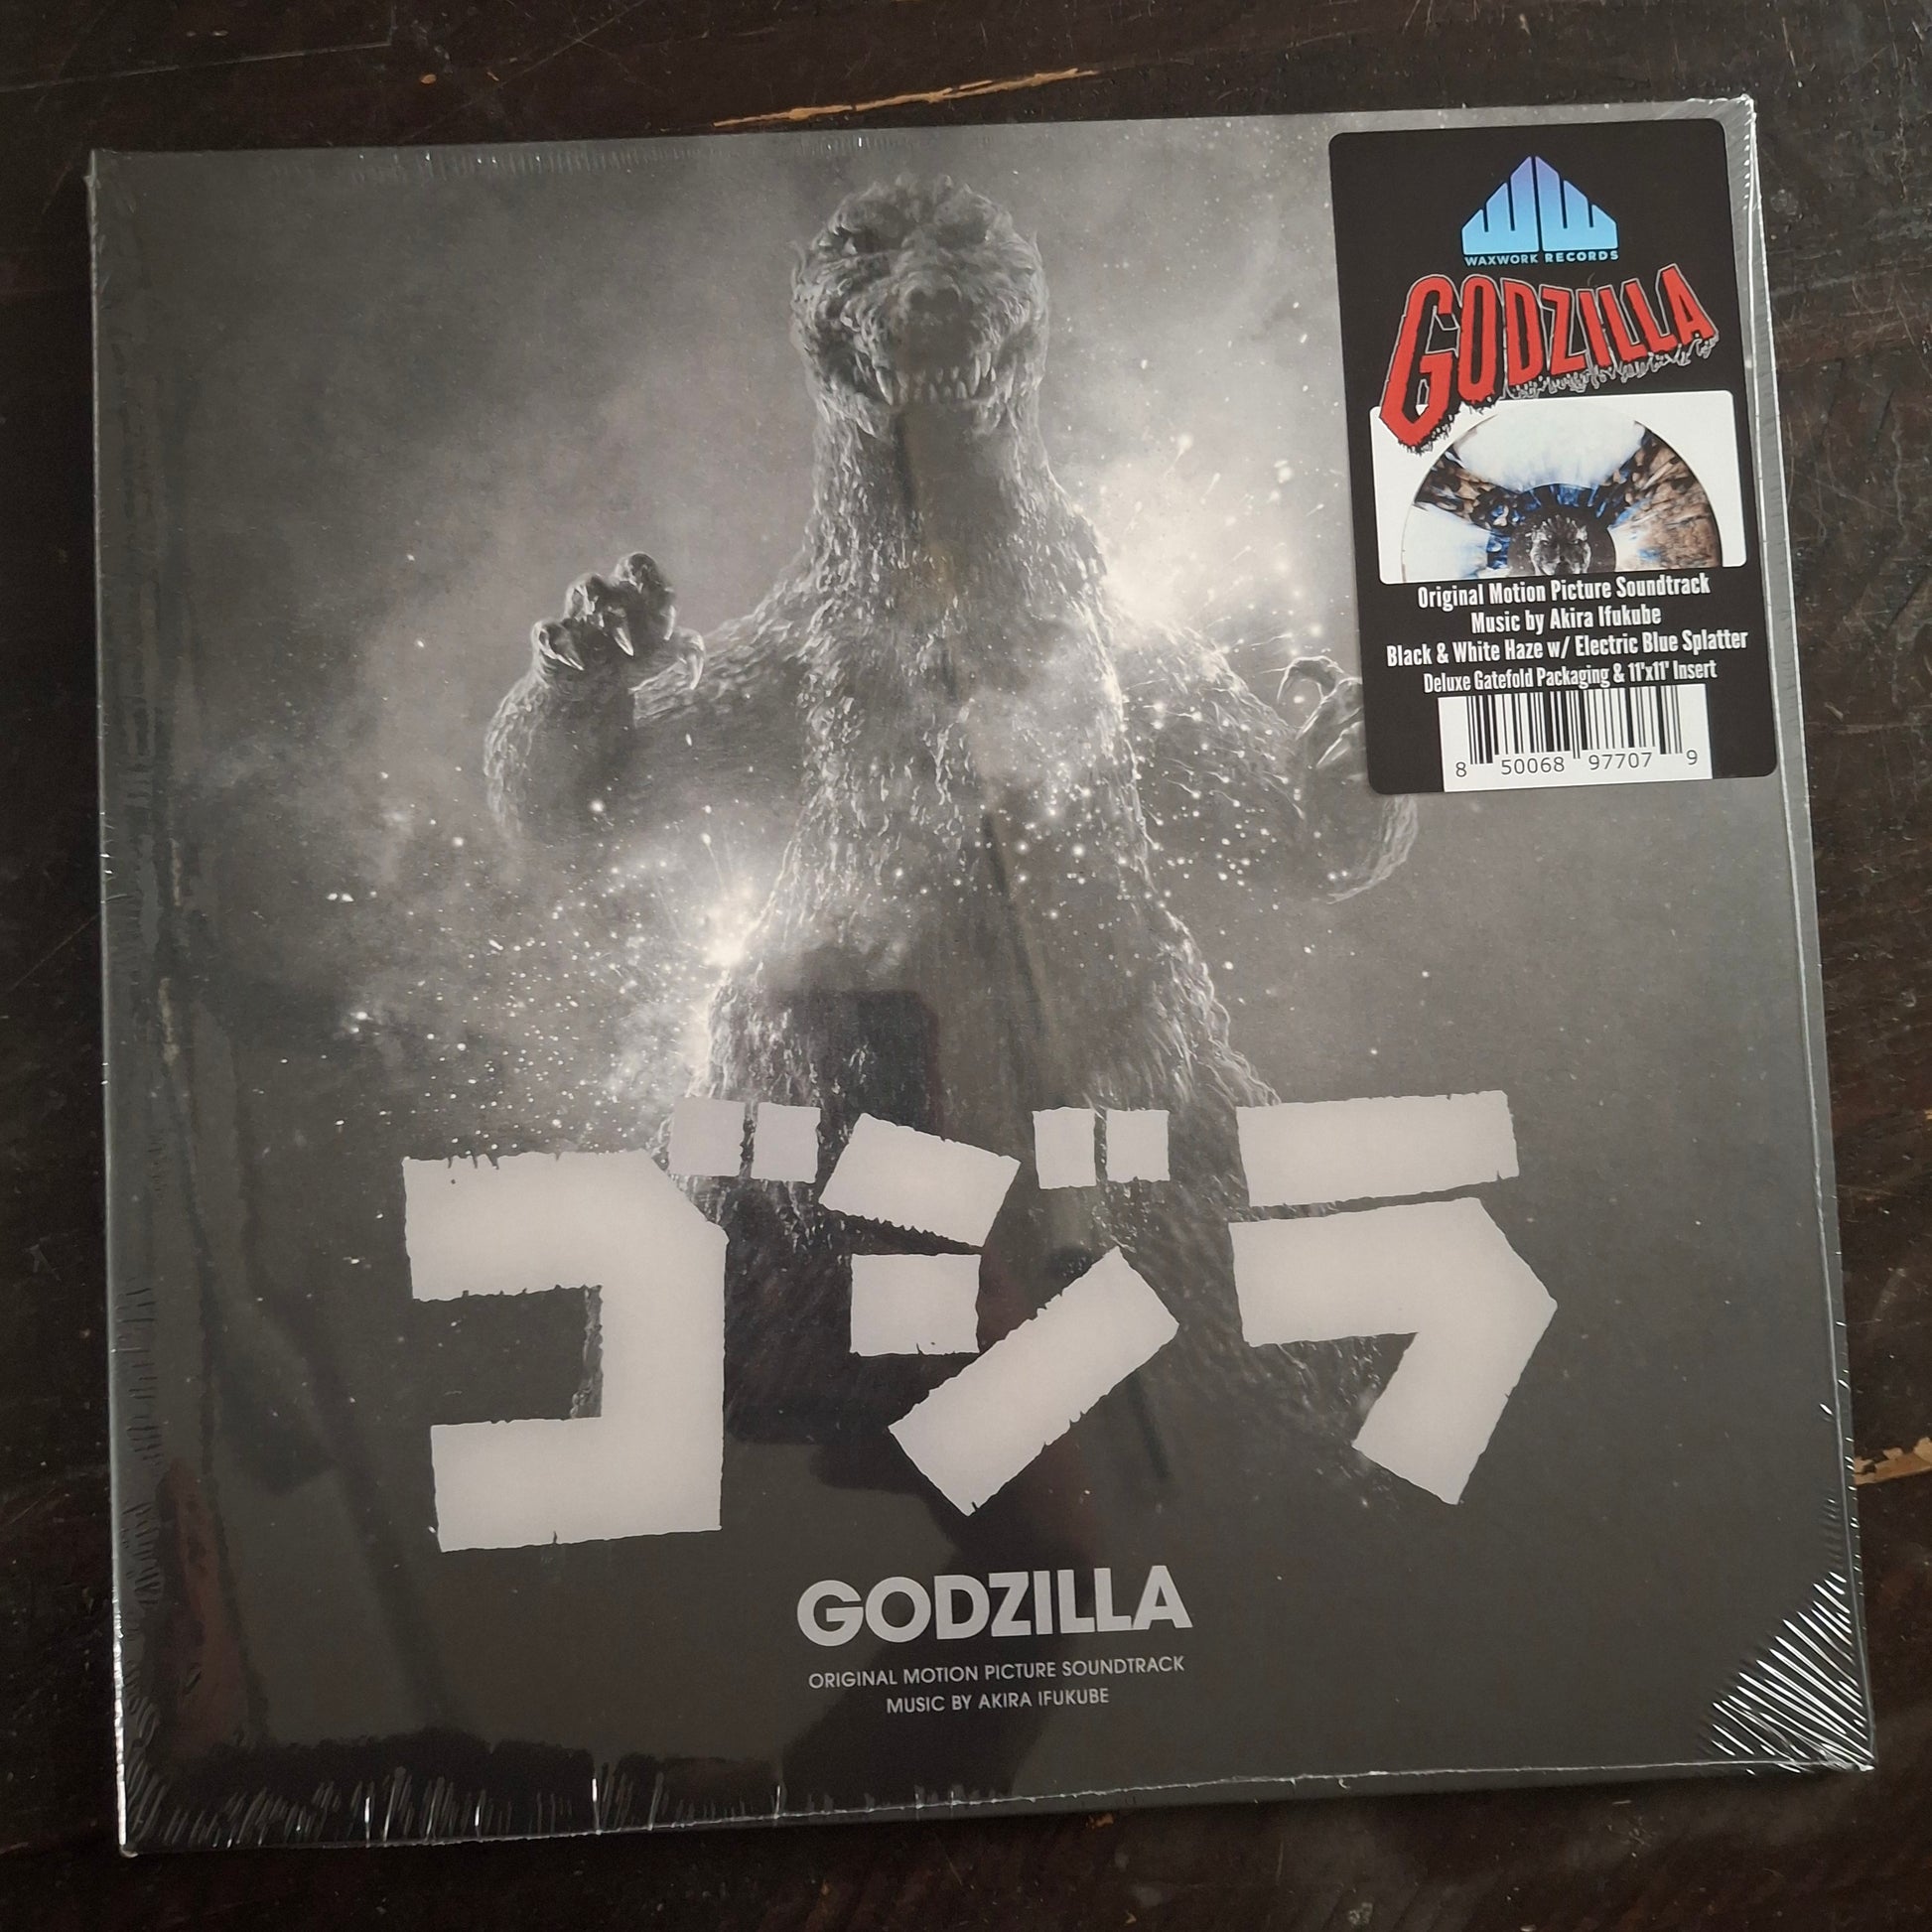 WW
WAXWORK RECORDS
GODZILLA
Original Motion Picture Soundtrack
Music by Akira Ifukube
Black & White Haze w/ Electric Blue Splatter
Deluxe Gatefold Packaging & 11"x11" Insert
8 50068 97707 9
ゴジラ
GODZILLA
ORIGINAL MOTION PICTURE SOUNDTRACK
MUSIC BY AKIRA IFUKUBE